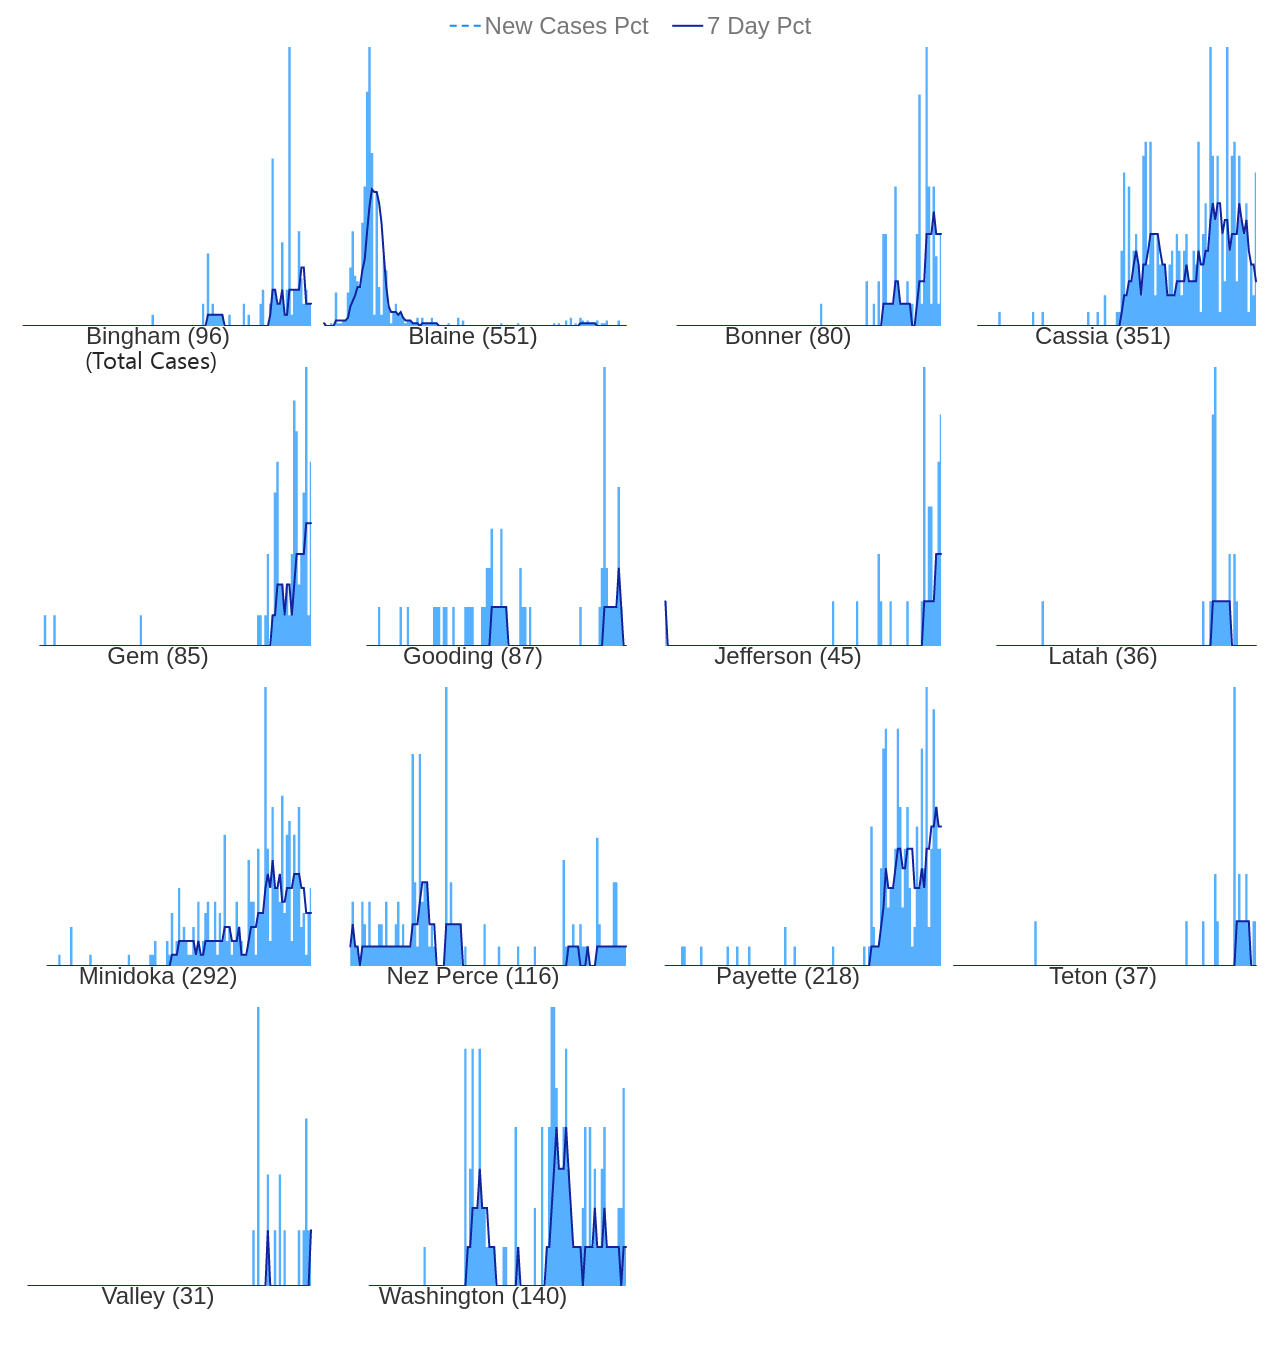 New Cases Pct 7 Day Pct
Bingham (96) Blaine (551) Bonner (80) Cassia (351)
(Total Cases)
Gem (85) Gooding (87) Jefferson (45) Latah (36)
Minidoka (292) Nez Perce (116) Payette (218) Teton (37)
Valley (31) Washington (140)